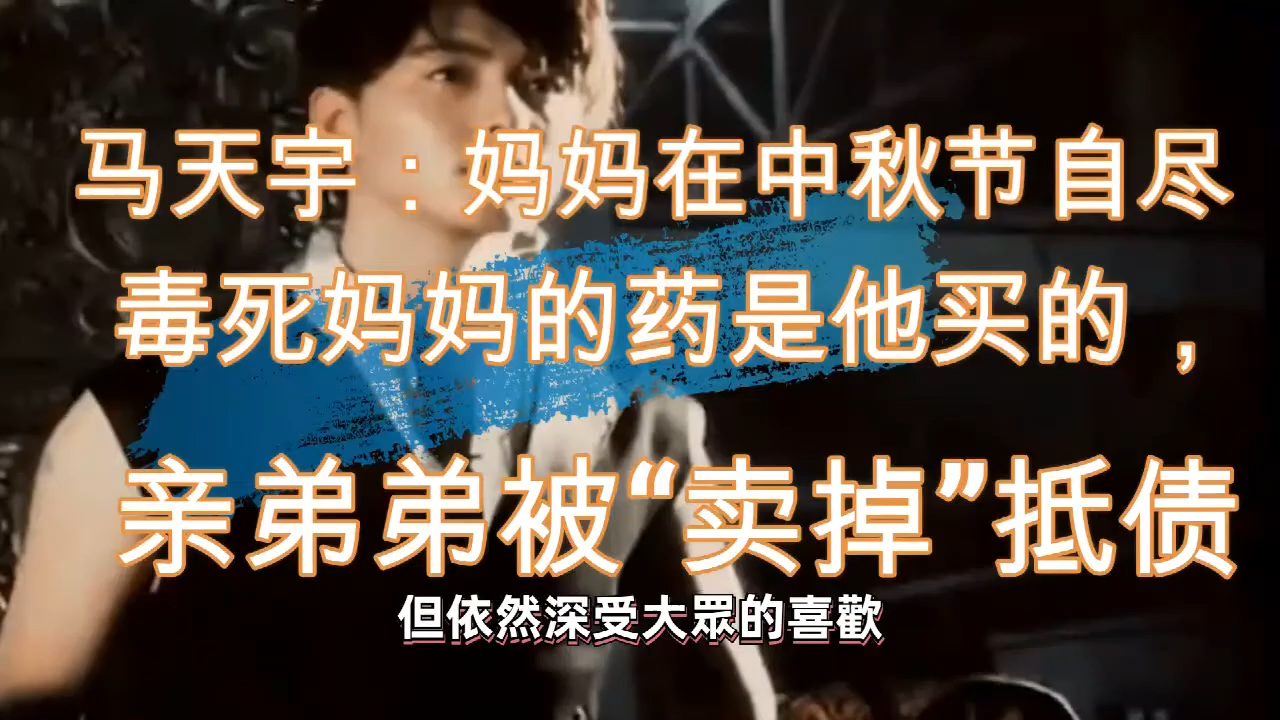 马天宇：妈妈在中秋节自尽
毒死妈妈的药是他买的，
亲弟弟被“卖掉”抵债
但依然深受大眾的喜歡